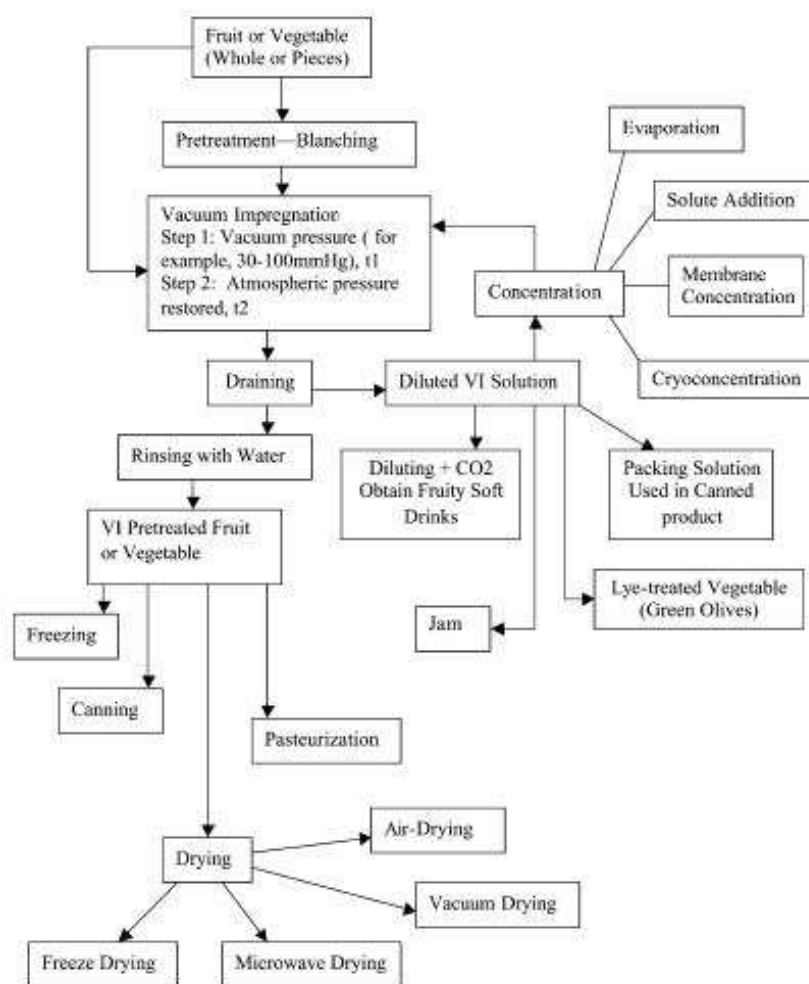 Fruit or Vegetable
(Whole or Pieces)
Pretreatment—Blanching
Vacuum Impregnation
Step 1: Vacuum pressure ( for
example, 30-100mmHg), t1
Step 2: Atmospheric pressure
restored, t2
Evaporation
Solute Addition
Membrane
Concentration
Concentration
Cryoconcentration
Draining
Diluted VI Solution
Rinsing with Water
Diluting + CO2
Obtain Fruity Soft
Drinks
Packing Solution
Used in Canned
product
VI Pretreated Fruit
or Vegetable
Lye-treated Vegetable
(Green Olives)
Jam
Freezing
Canning
Pasteurization
Air-Drying
Drying
Vacuum Drying
Freeze Drying
Microwave Drying